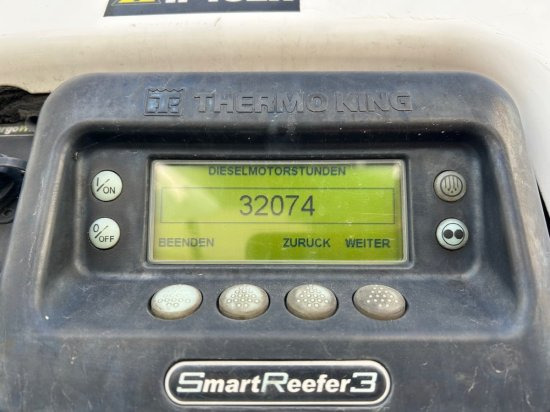 THERMO KING
DIESELMOTORSTUNDEN
I/ON
32074
0/OFF
BEENDEN ZURÜCK WEITER
SmartReefer3